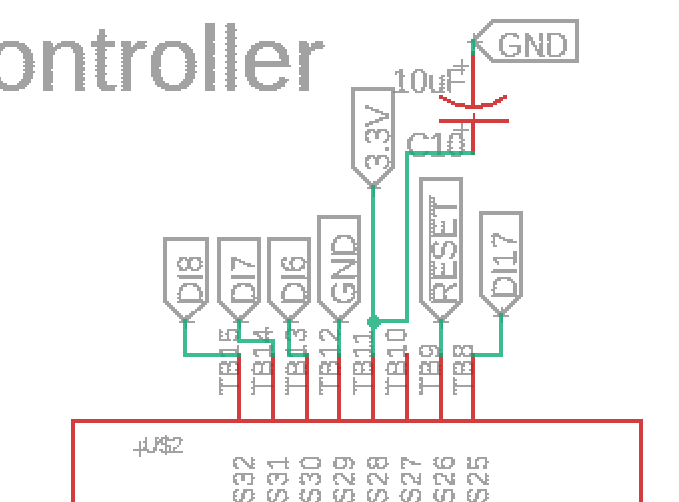 ontroller
GND
10uF
3.3V
C10
DI8
DI7
DI6
GND
RESET
DI17
TB15
TB14
TB13
TB12
TB11
TB10
TB9
TB8
U$2
S32
S31
S30
S29
S28
S27
S26
S25